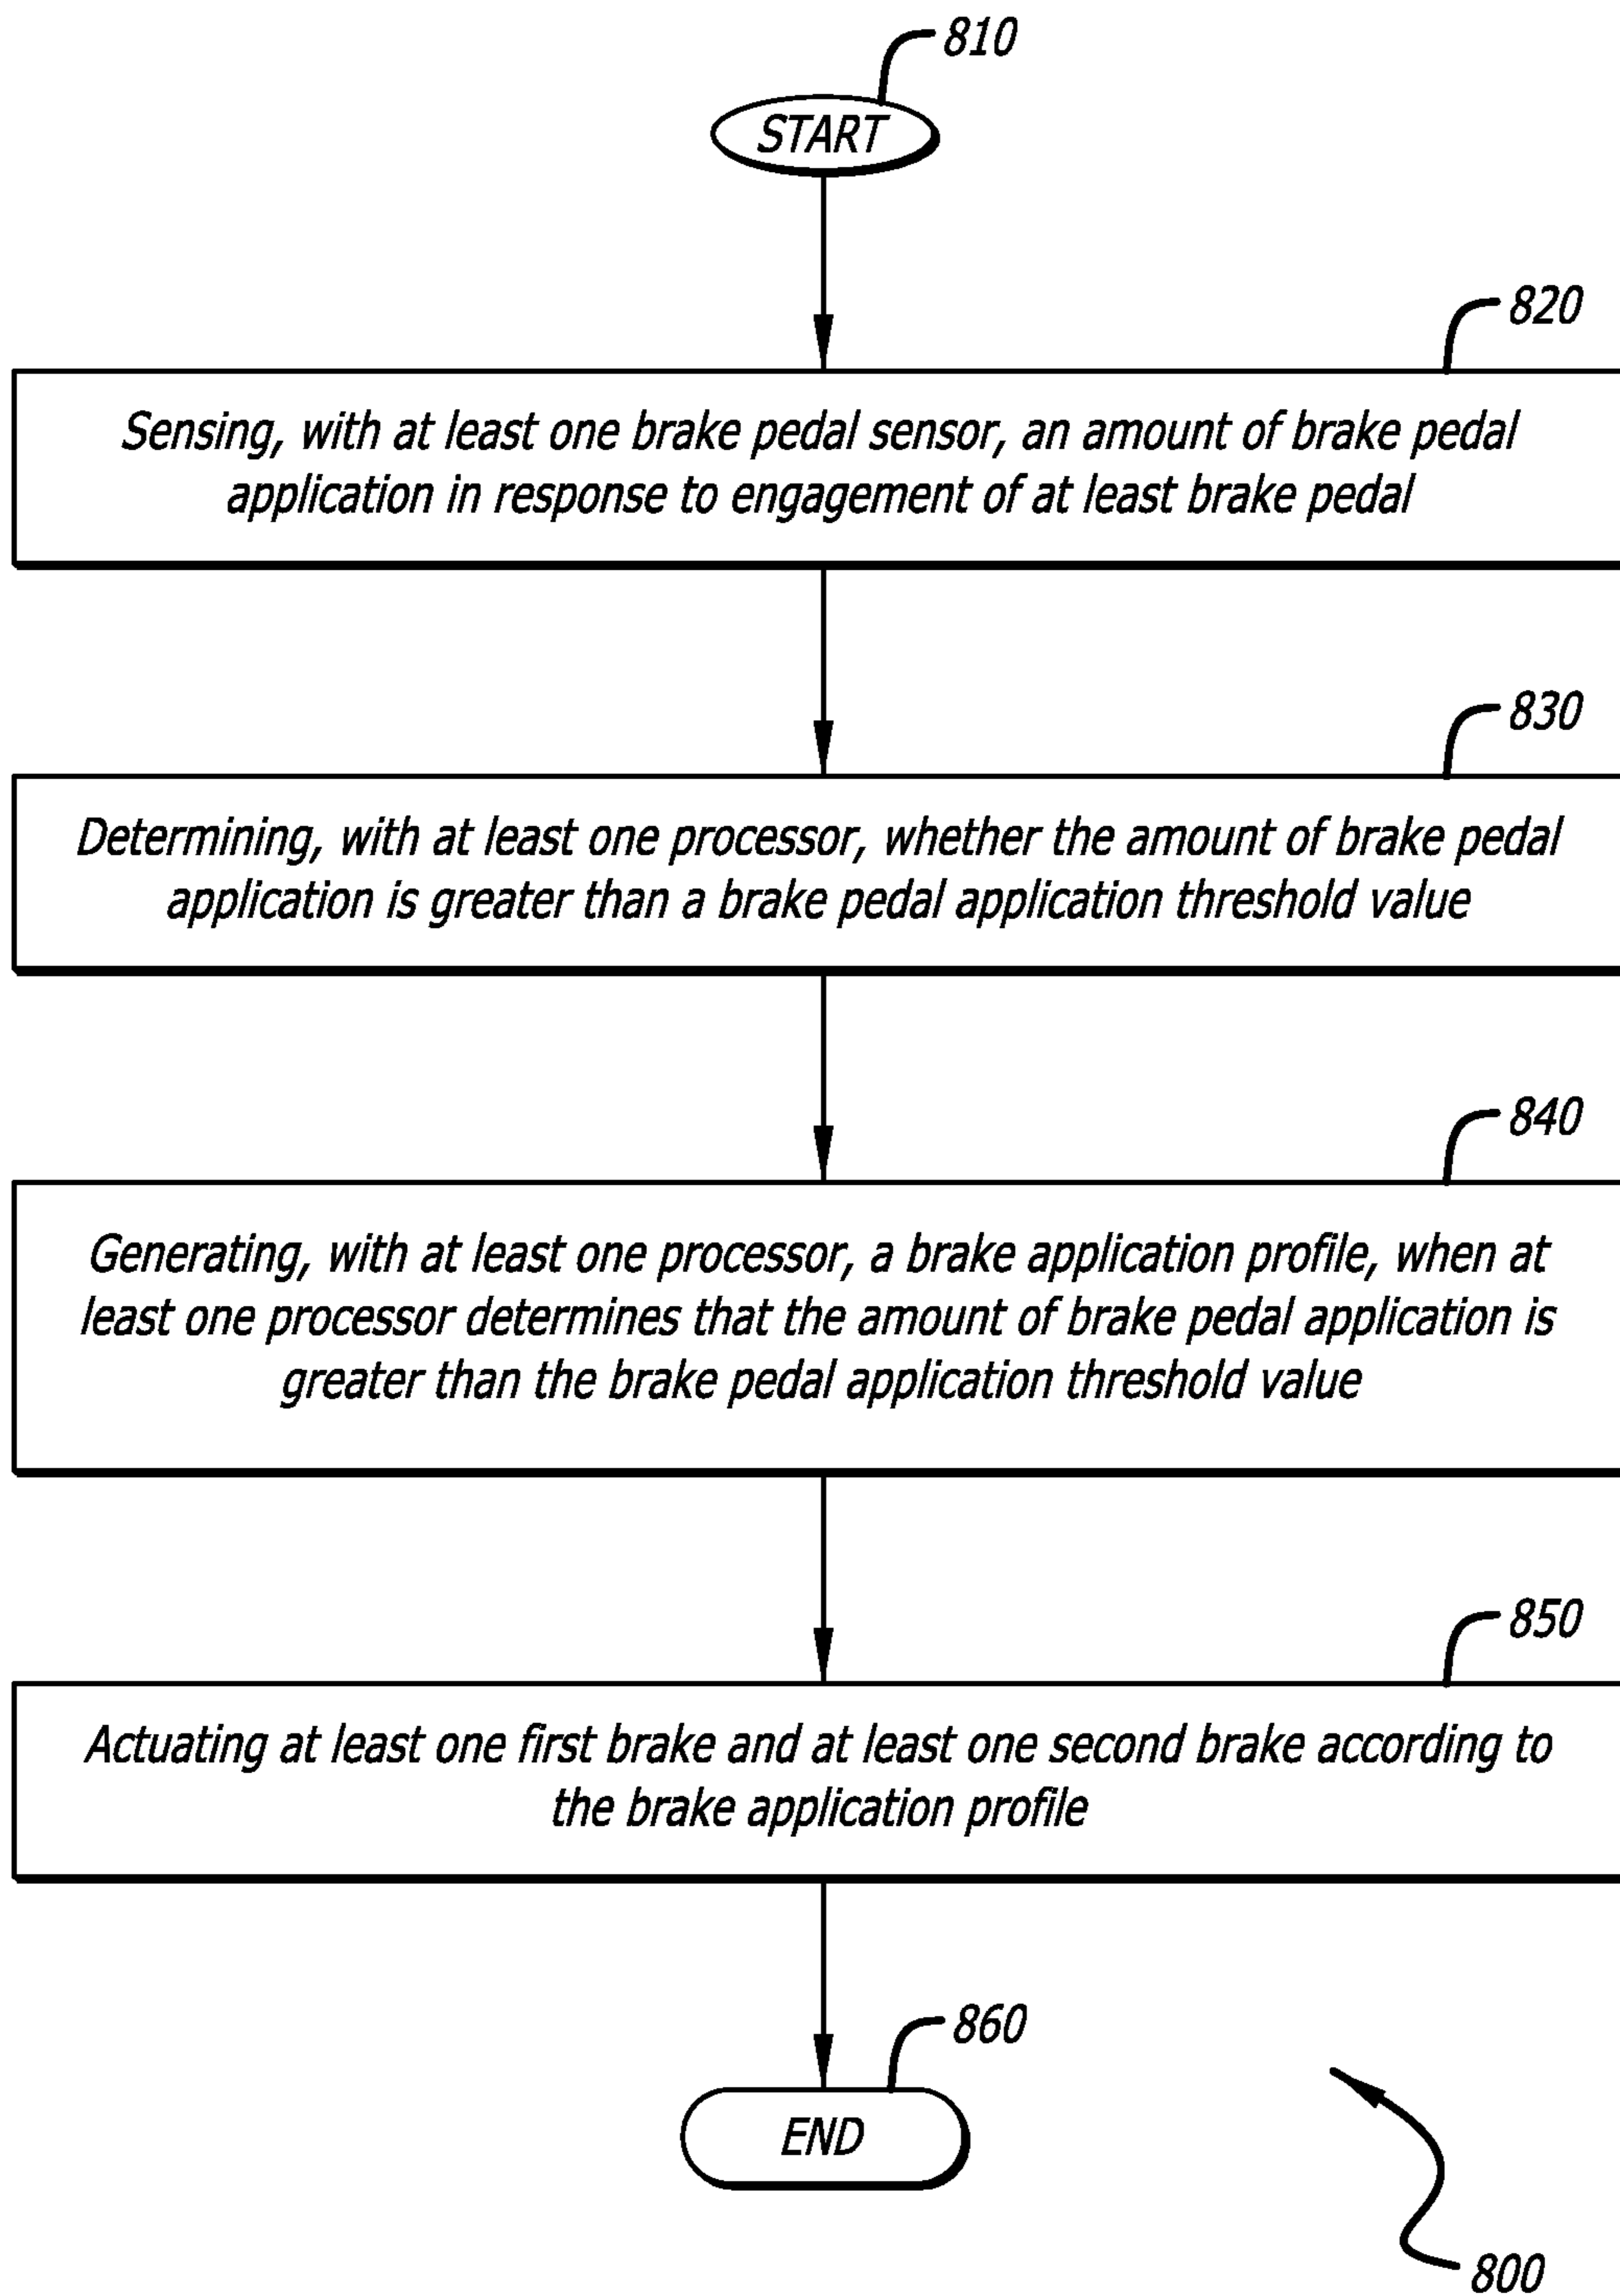 810
START
820
Sensing, with at least one brake pedal sensor, an amount of brake pedal
application in response to engagement of at least brake pedal
830
Determining, with at least one processor, whether the amount of brake pedal
application is greater than a brake pedal application threshold value
840
Generating, with at least one processor, a brake application profile, when at
least one processor determines that the amount of brake pedal application is
greater than the brake pedal application threshold value
850
Actuating at least one first brake and at least one second brake according to
the brake application profile
860
END
800